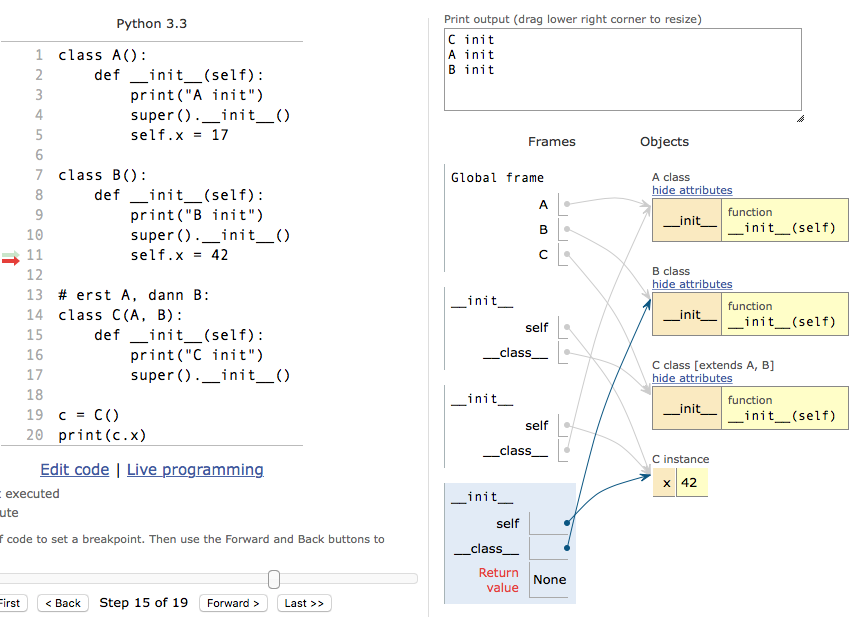 Python 3.3
1 class A():
2     def __init__(self):
3         print("A init")
4         super().__init__()
5         self.x = 17
6
7 class B():
8     def __init__(self):
9         print("B init")
10         super().__init__()
11         self.x = 42
12
13 # erst A, dann B:
14 class C(A, B):
15     def __init__(self):
16         print("C init")
17         super().__init__()
18
19 c = C()
20 print(c.x)
Edit code | Live programming
executed
f code to set a breakpoint. Then use the Forward and Back buttons to
< Back Step 15 of 19 Forward > Last >>
Print output (drag lower right corner to resize)
C init
A init
B init
Frames Objects
Global frame
A
B
C
__init__
self
__class__
__init__
self
__class__
__init__
self
__class__
Return
value None
A class
hide attributes
__init__ function
__init__(self)
B class
hide attributes
__init__ function
__init__(self)
C class [extends A, B]
hide attributes
__init__ function
__init__(self)
C instance
x 42